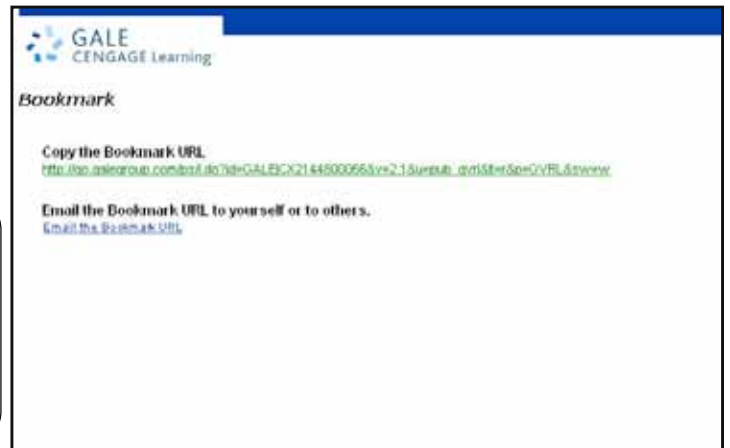 GALE
CENGAGE Learning
Bookmark
Copy the Bookmark URL
Email the Bookmark URL to yourself or to others.
Email the Bookmark URL